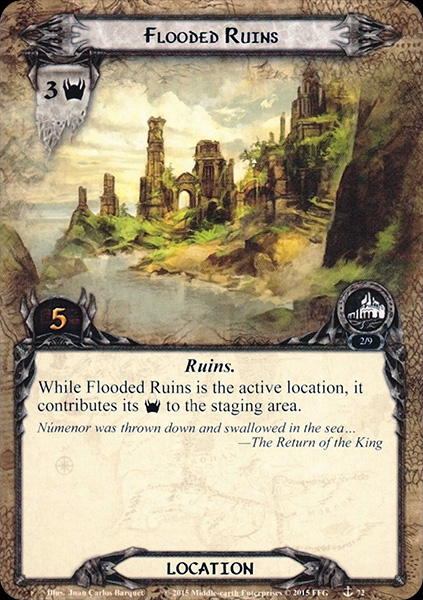 FLOODED RUINS
3
5
2/9
Ruins.
While Flooded Ruins is the active location, it
contributes its to the staging area.
Númenor was thrown down and swallowed in the sea…
—The Return of the King
LOCATION
Illus. Juan Carlos Barquet © 2015 Middle-earth Enterprises © 2015 FFG 72